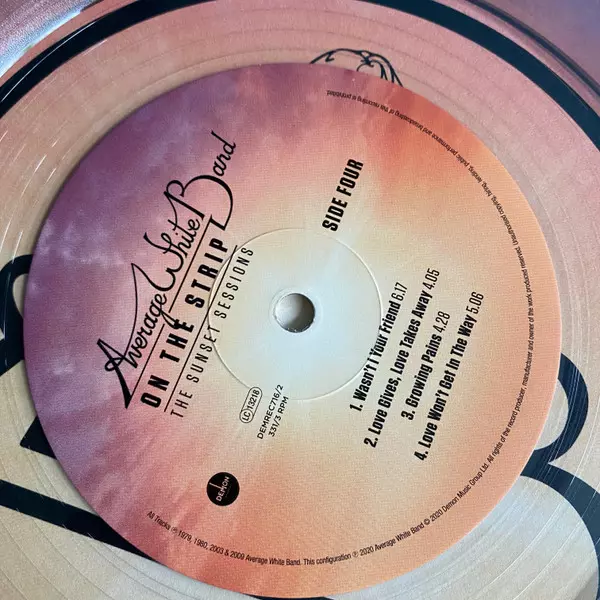 Average White Band
ON THE STRIP
THE SUNSET SESSIONS
SIDE FOUR
1. Wasn't I Your Friend 6.17
2. Love Gives, Love Takes Away 4.05
3. Growing Pains 4.28
4. Love Won't Get In The Way 5.06
LC 13218
DEMREC716/2
331/3 RPM
DEMON
All Tracks ℗ 1979, 1980, 2003 & 2009 Average White Band. This configuration ℗ 2020 Average White Band © 2020 Demon Music Group Ltd. All rights of the record producer, manufacturer and owner of the work produced reserved. Unauthorised copying, hiring, lending, public performance and broadcasting of this recording is prohibited.